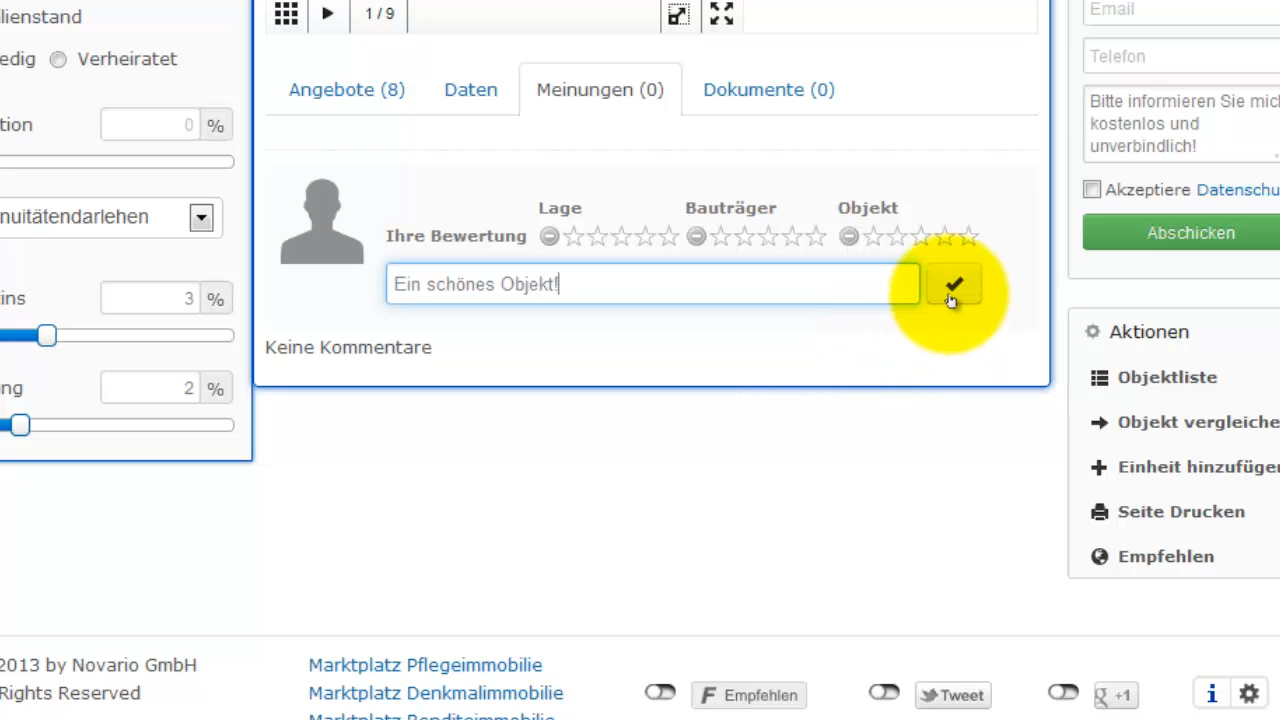 lienstand
edig Verheiratet
tion 0 %
nuitätendarlehen
ins 3 %
ng 2 %
1 / 9
Angebote (8) Daten Meinungen (0) Dokumente (0)
Lage Bauträger Objekt
Ihre Bewertung
Ein schönes Objekt!
Keine Kommentare
Email
Telefon
Bitte informieren Sie mich
kostenlos und
unverbindlich!
Akzeptiere Datenschu
Abschicken
Aktionen
Objektliste
Objekt vergleiche
Einheit hinzufüge
Seite Drucken
Empfehlen
2013 by Novario GmbH
Rights Reserved
Marktplatz Pflegeimmobilie
Marktplatz Denkmalimmobilie
Marktplatz Renditeimmobilie
F Empfehlen Tweet g +1 i